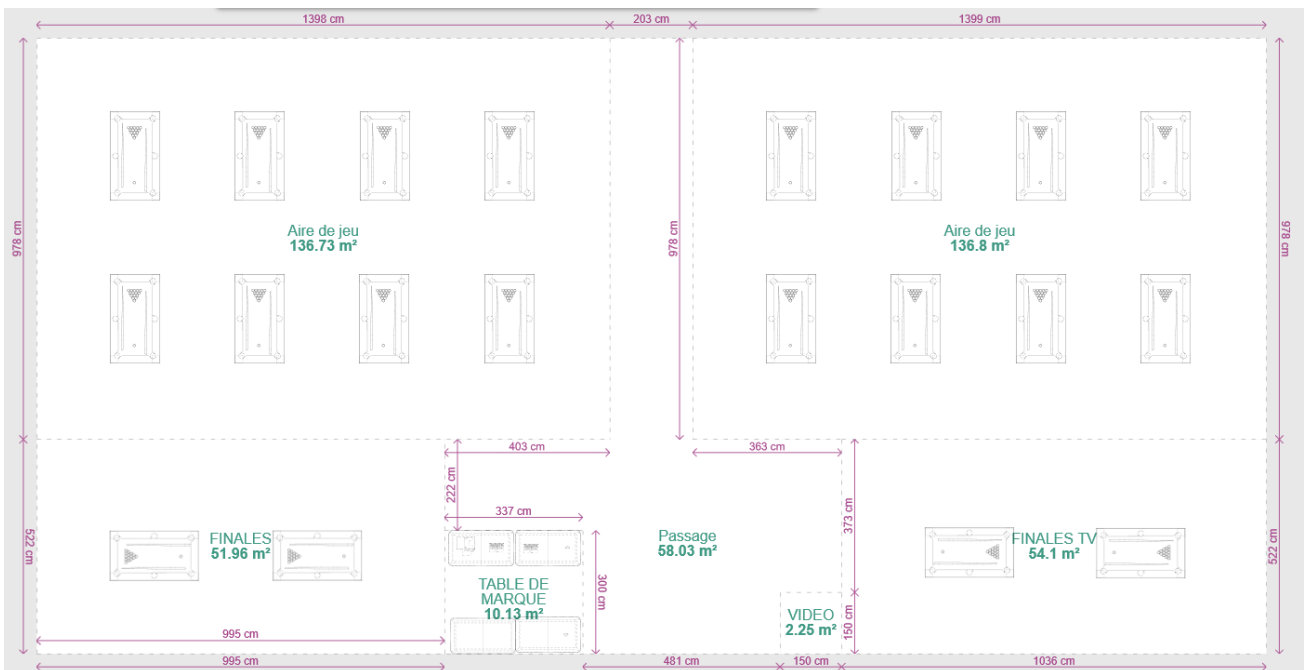 1398 cm
203 cm
1399 cm
978 cm
978 cm
978 cm
Aire de jeu
136.73 m²
Aire de jeu
136.8 m²
403 cm
363 cm
222 cm
337 cm
373 cm
522 cm
522 cm
FINALES
51.96 m²
Passage
58.03 m²
FINALES TV
54.1 m²
TABLE DE
MARQUE
10.13 m²
300 cm
VIDEO
2.25 m²
150 cm
995 cm
995 cm
481 cm
150 cm
1036 cm